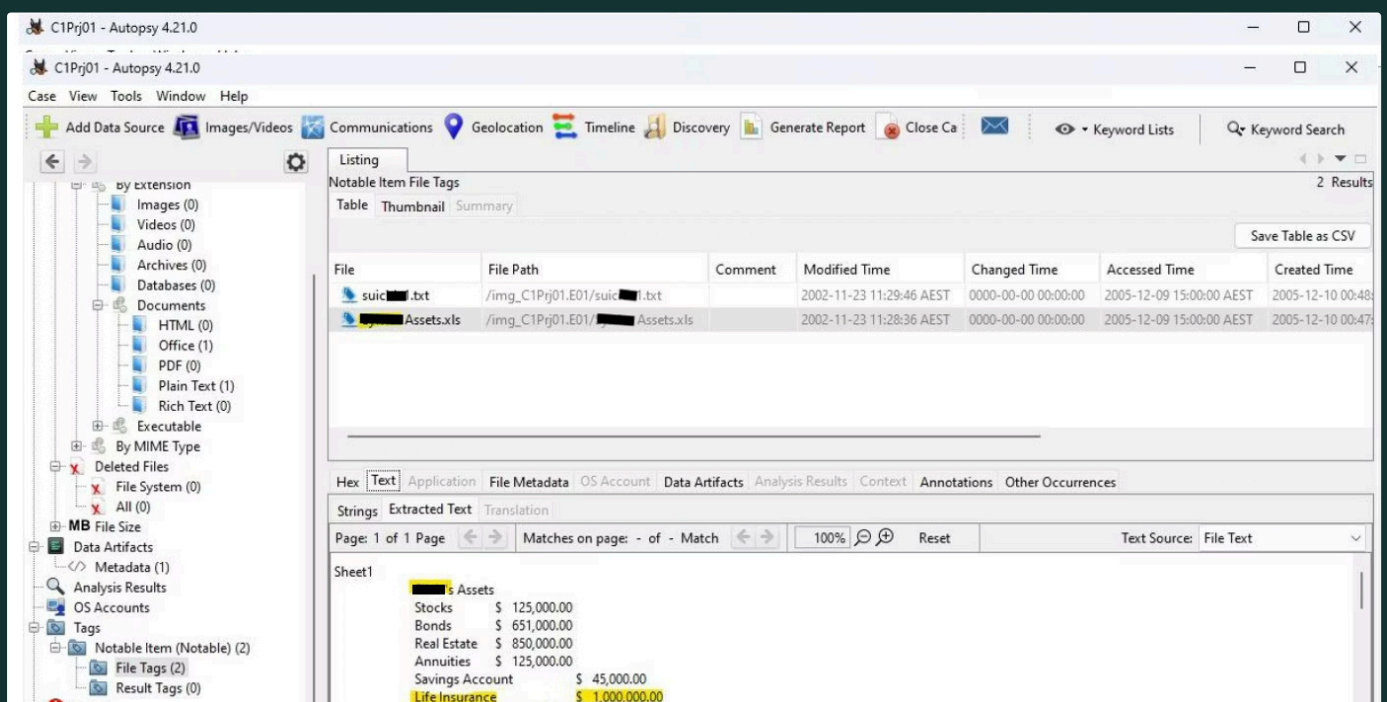 C1Prj01 - Autopsy 4.21.0
C1Prj01 - Autopsy 4.21.0
Case View Tools Window Help
Add Data Source Images/Videos Communications Geolocation Timeline Discovery Generate Report Close Ca Keyword Lists Keyword Search
Listing
Notable Item File Tags 2 Results
Table Thumbnail Summary
Save Table as CSV
File File Path Comment Modified Time Changed Time Accessed Time Created Time
suic .txt /img_C1Prj01.E01/suic .txt 2002-11-23 11:29:46 AEST 0000-00-00 00:00:00 2005-12-09 15:00:00 AEST 2005-12-10 00:48:
Assets.xls /img_C1Prj01.E01/ Assets.xls 2002-11-23 11:28:36 AEST 0000-00-00 00:00:00 2005-12-09 15:00:00 AEST 2005-12-10 00:47:
By Extension
Images (0)
Videos (0)
Audio (0)
Archives (0)
Databases (0)
Documents
HTML (0)
Office (1)
PDF (0)
Plain Text (1)
Rich Text (0)
Executable
By MIME Type
Deleted Files
File System (0)
All (0)
MB File Size
Data Artifacts
Metadata (1)
Analysis Results
OS Accounts
Tags
Notable Item (Notable) (2)
File Tags (2)
Result Tags (0)
Hex Text Application File Metadata OS Account Data Artifacts Analysis Results Context Annotations Other Occurrences
Strings Extracted Text Translation
Page: 1 of 1 Page Matches on page: - of - Match 100% Reset Text Source: File Text
Sheet1
's Assets
Stocks $ 125,000.00
Bonds $ 651,000.00
Real Estate $ 850,000.00
Annuities $ 125,000.00
Savings Account $ 45,000.00
Life Insurance $ 1,000,000.00